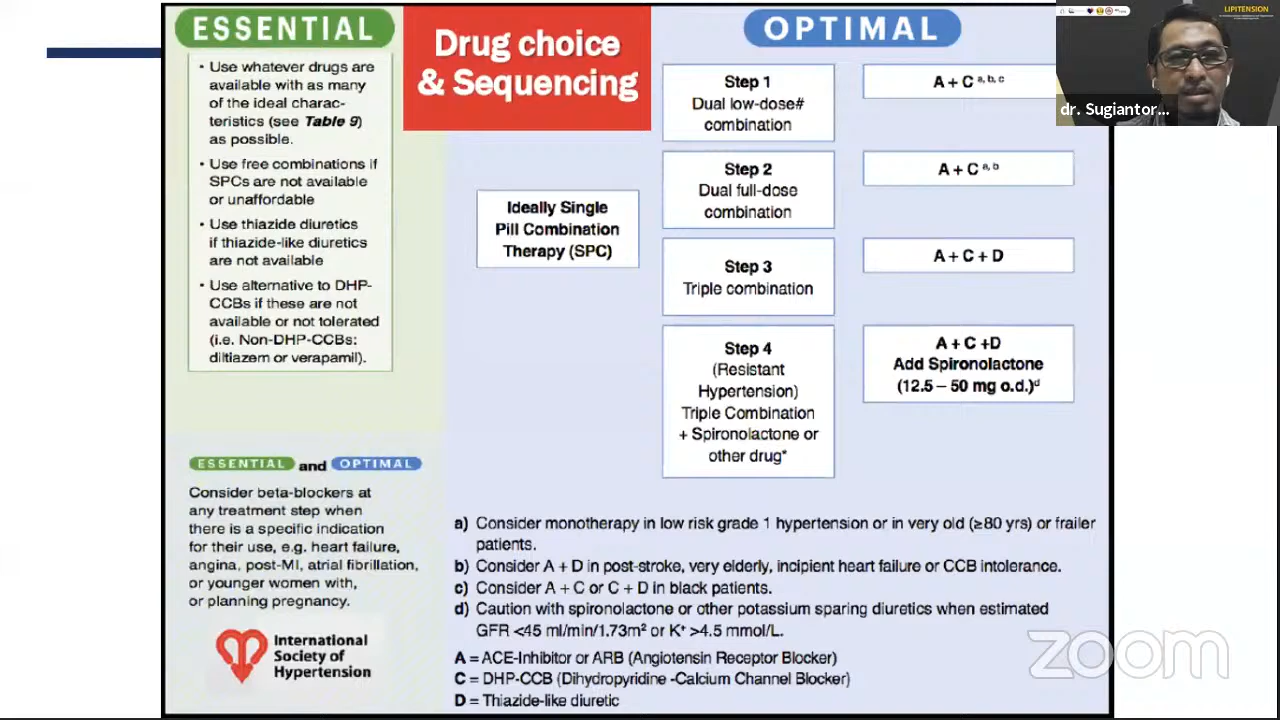 ESSENTIAL
• Use whatever drugs are
available with as many
of the ideal charac-
teristics (see Table 9)
as possible.
• Use free combinations if
SPCs are not available
or unaffordable
• Use thiazide diuretics
if thiazide-like diuretics
are not available
• Use alternative to DHP-
CCBs if these are not
available or not tolerated
(i.e. Non-DHP-CCBs:
diltiazem or verapamil).
Drug choice
& Sequencing
OPTIMAL
Ideally Single
Pill Combination
Therapy (SPC)
Step 1
Dual low-dose#
combination
A + C a, b, c
Step 2
Dual full-dose
combination
A + C a, b
Step 3
Triple combination
A + C + D
Step 4
(Resistant
Hypertension)
Triple Combination
+ Spironolactone or
other drug*
A + C +D
Add Spironolactone
(12.5 – 50 mg o.d.)d
LIPITENSION
dr. Sugiantor...
ESSENTIAL and OPTIMAL
Consider beta-blockers at
any treatment step when
there is a specific indication
for their use, e.g. heart failure,
angina, post-MI, atrial fibrillation,
or younger women with,
or planning pregnancy.
International
Society of
Hypertension
a) Consider monotherapy in low risk grade 1 hypertension or in very old (≥80 yrs) or frailer
patients.
b) Consider A + D in post-stroke, very elderly, incipient heart failure or CCB intolerance.
c) Consider A + C or C + D in black patients.
d) Caution with spironolactone or other potassium sparing diuretics when estimated
GFR <45 ml/min/1.73m² or K⁺ >4.5 mmol/L.
A = ACE-Inhibitor or ARB (Angiotensin Receptor Blocker)
C = DHP-CCB (Dihydropyridine -Calcium Channel Blocker)
D = Thiazide-like diuretic
zoom